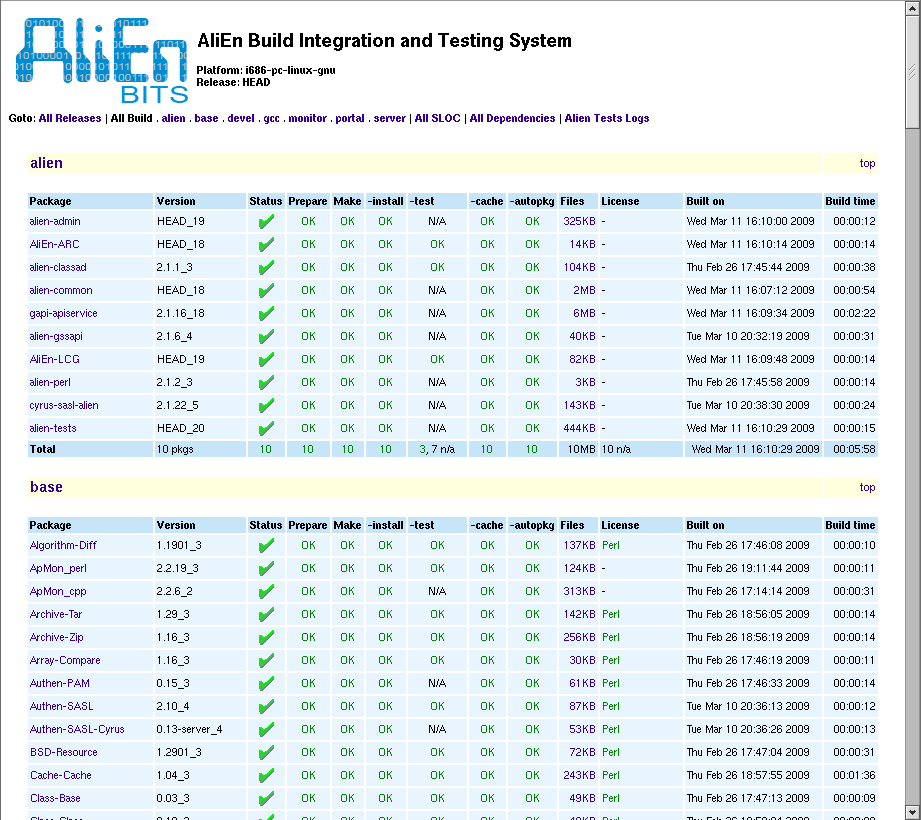 AliEn
BITS
AliEn Build Integration and Testing System
Platform: i686-pc-linux-gnu
Release: HEAD
Goto: All Releases | All Build . alien . base . devel . gcc . monitor . portal . server | All SLOC | All Dependencies | Alien Tests Logs
alien top
Package Version Status Prepare Make -install -test -cache -autopkg Files License Built on Build time
alien-admin HEAD_19 OK OK OK N/A OK OK 325KB - Wed Mar 11 16:10:00 2009 00:00:12
AliEn-ARC HEAD_18 OK OK OK OK OK OK 14KB - Wed Mar 11 16:10:14 2009 00:00:14
alien-classad 2.1.1_3 OK OK OK OK OK OK 104KB - Thu Feb 26 17:45:44 2009 00:00:38
alien-common HEAD_18 OK OK OK N/A OK OK 2MB - Wed Mar 11 16:07:12 2009 00:00:54
gapi-apiservice 2.1.16_18 OK OK OK N/A OK OK 6MB - Wed Mar 11 16:09:34 2009 00:02:22
alien-gssapi 2.1.6_4 OK OK OK N/A OK OK 40KB - Tue Mar 10 20:32:19 2009 00:00:31
AliEn-LCG HEAD_19 OK OK OK OK OK OK 82KB - Wed Mar 11 16:09:48 2009 00:00:14
alien-perl 2.1.2_3 OK OK OK N/A OK OK 3KB - Thu Feb 26 17:45:58 2009 00:00:14
cyrus-sasl-alien 2.1.22_5 OK OK OK N/A OK OK 143KB - Tue Mar 10 20:38:30 2009 00:00:24
alien-tests HEAD_20 OK OK OK N/A OK OK 444KB - Wed Mar 11 16:10:29 2009 00:00:15
Total 10 pkgs 10 10 10 10 3, 7 n/a 10 10 10MB 10 n/a Wed Mar 11 16:10:29 2009 00:05:58
base top
Package Version Status Prepare Make -install -test -cache -autopkg Files License Built on Build time
Algorithm-Diff 1.1901_3 OK OK OK OK OK OK 137KB Perl Thu Feb 26 17:46:08 2009 00:00:10
ApMon_perl 2.2.19_3 OK OK OK OK OK OK 124KB - Thu Feb 26 19:11:44 2009 00:00:11
ApMon_cpp 2.2.6_2 OK OK OK N/A OK OK 313KB - Thu Feb 26 17:14:14 2009 00:00:31
Archive-Tar 1.29_3 OK OK OK OK OK OK 142KB Perl Thu Feb 26 18:56:05 2009 00:00:14
Archive-Zip 1.16_3 OK OK OK OK OK OK 256KB Perl Thu Feb 26 18:56:19 2009 00:00:14
Array-Compare 1.16_3 OK OK OK OK OK OK 30KB Perl Thu Feb 26 17:46:19 2009 00:00:11
Authen-PAM 0.15_3 OK OK OK N/A OK OK 61KB Perl Thu Feb 26 17:46:33 2009 00:00:14
Authen-SASL 2.10_4 OK OK OK OK OK OK 87KB Perl Tue Mar 10 20:36:13 2009 00:00:12
Authen-SASL-Cyrus 0.13-server_4 OK OK OK N/A OK OK 53KB Perl Tue Mar 10 20:36:26 2009 00:00:13
BSD-Resource 1.2901_3 OK OK OK OK OK OK 72KB Perl Thu Feb 26 17:47:04 2009 00:00:31
Cache-Cache 1.04_3 OK OK OK OK OK OK 243KB Perl Thu Feb 26 18:57:55 2009 00:01:36
Class-Base 0.03_3 OK OK OK OK OK OK 49KB Perl Thu Feb 26 17:47:13 2009 00:00:09